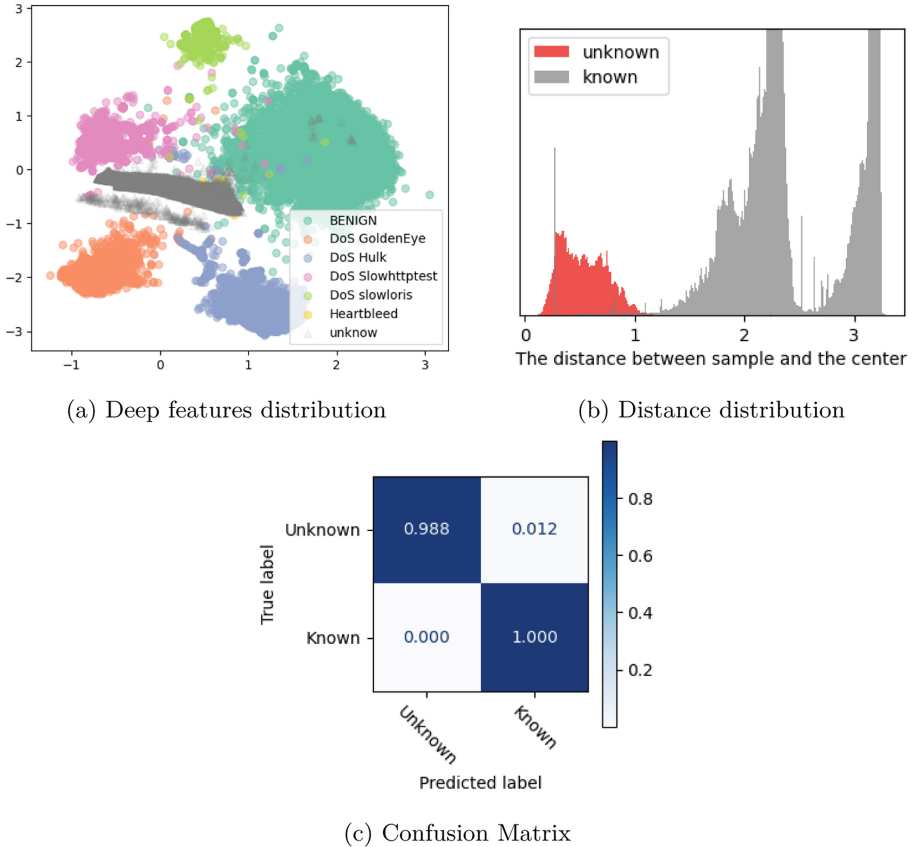 3
2
1
0
−1
−2
−3
−1
0
1
2
3
BENIGN
DoS GoldenEye
DoS Hulk
DoS Slowhttptest
DoS slowloris
Heartbleed
unknow
unknown
known
0
1
2
3
The distance between sample and the center
(a) Deep features distribution
(b) Distance distribution
True label
Unknown
0.988
0.012
Known
0.000
1.000
Unknown
Known
Predicted label
0.8
0.6
0.4
0.2
(c) Confusion Matrix